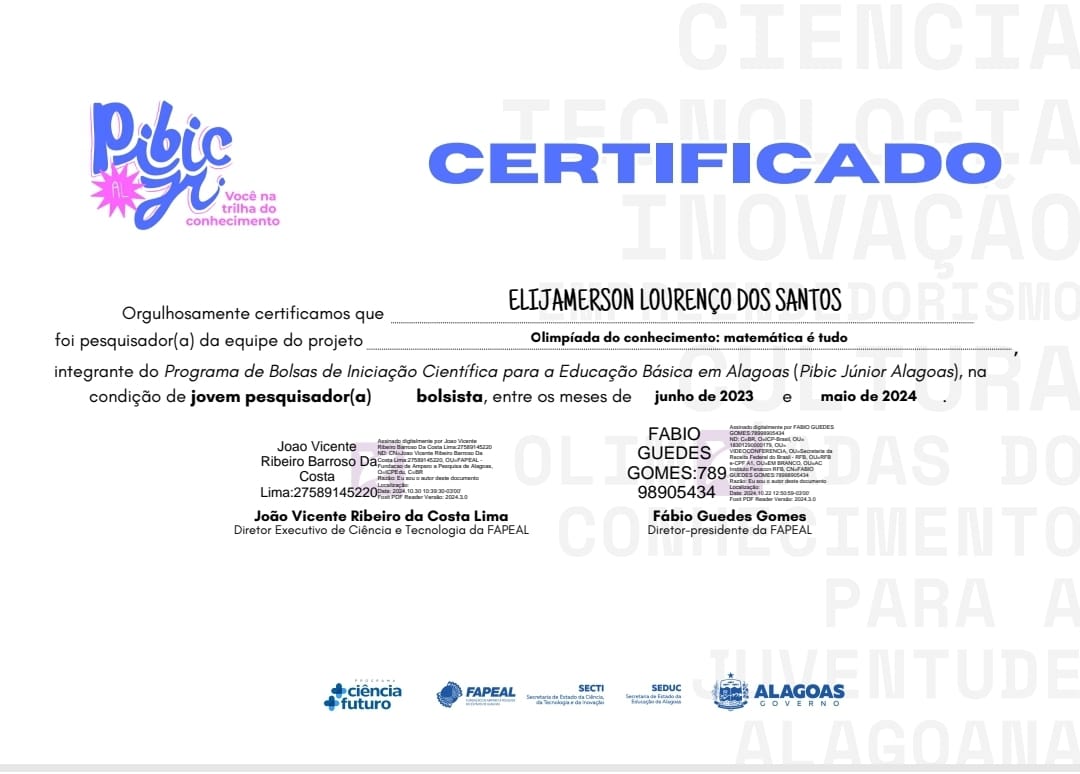 CIENCIA
TECNOLOGIA
INOVAÇÃO
EMPREENDEDORISMO
CULTURA
OLIMPIADAS DO
CONHECIMENTO
PARA A
JUVENTUDE
ALAGOANA
Pibic Jr.
AL
Você na
trilha do
conhecimento
CERTIFICADO
Orgulhosamente certificamos que ELIJAMERSON LOURENÇO DOS SANTOS
foi pesquisador(a) da equipe do projeto Olimpíada do conhecimento: matemática é tudo ,
integrante do Programa de Bolsas de Iniciação Científica para a Educação Básica em Alagoas (Pibic Júnior Alagoas), na
condição de jovem pesquisador(a) bolsista, entre os meses de junho de 2023 e maio de 2024 .
Joao Vicente
Ribeiro Barroso Da
Costa
Lima:27589145220
Assinado digitalmente por Joao Vicente
Ribeiro Barroso Da Costa Lima:27589145220
ND: CN=Joao Vicente Ribeiro Barroso Da
Costa Lima:27589145220, OU=FAPEAL -
Fundacao de Amparo a Pesquisa de Alagoas,
O=ICPEdu, C=BR
Razão: Eu sou o autor deste documento
Localização:
Data: 2024.10.30 10:39:30-03'00'
Foxit PDF Reader Versão: 2024.3.0
João Vicente Ribeiro da Costa Lima
Diretor Executivo de Ciência e Tecnologia da FAPEAL
FABIO
GUEDES
GOMES:789
98905434
Assinado digitalmente por FABIO GUEDES
GOMES:78998905434
ND: C=BR, O=ICP-Brasil, OU=
18301290000179, OU=
VIDEOCONFERENCIA, OU=Secretaria da
Receita Federal do Brasil - RFB, OU=RFB
e-CPF A1, OU=EM BRANCO, OU=AC
Instituto Fenacon RFB, CN=FABIO
GUEDES GOMES:78998905434
Razão: Eu sou o autor deste documento
Localização:
Data: 2024.10.22 12:50:59-03'00'
Foxit PDF Reader Versão: 2024.3.0
Fábio Guedes Gomes
Diretor-presidente da FAPEAL
PROGRAMA
+ciência
+futuro
FAPEAL
SECTI
Secretaria de Estado da Ciência,
da Tecnologia e da Inovação
SEDUC
Secretaria de Estado da
Educação de Alagoas
ALAGOAS
GOVERNO